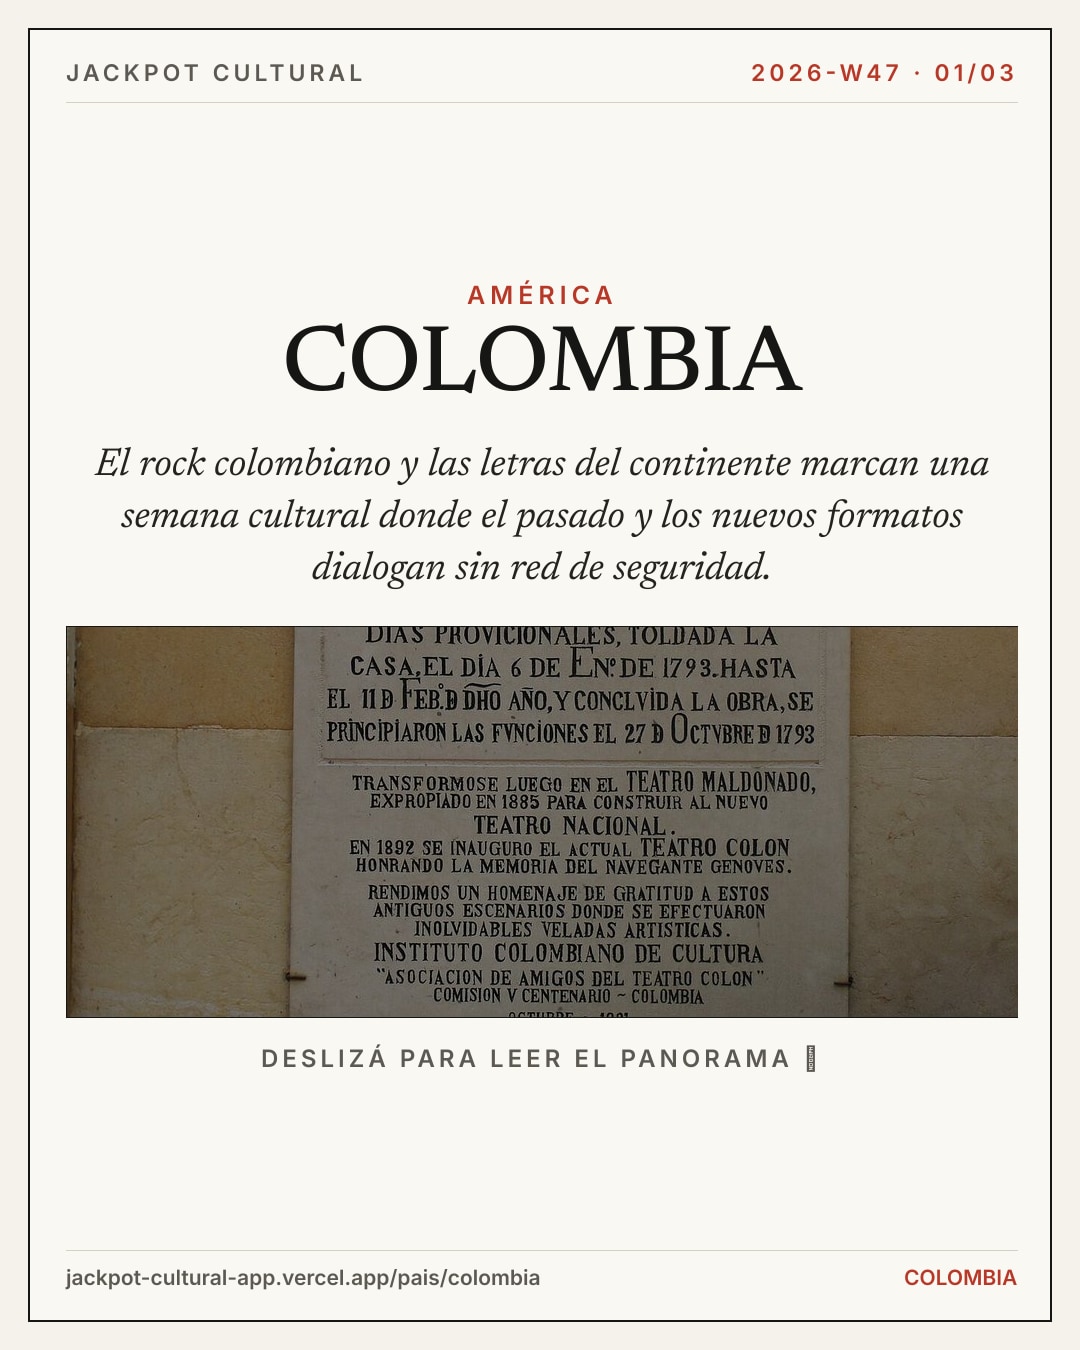 JACKPOT CULTURAL
2026-W47 · 01/03
AMÉRICA
COLOMBIA
El rock colombiano y las letras del continente marcan una
semana cultural donde el pasado y los nuevos formatos
dialogan sin red de seguridad.
DIAS PROVICIONALES, TOLDADA LA
CASA, EL DÍA 6 DE ENº. DE 1793. HASTA
EL 11 D FEB.D DHO AÑO, Y CONCLVIDA LA OBRA, SE
PRINCIPIARON LAS FVNCIONES EL 27 D OCTVBRE D 1793
TRANSFORMOSE LUEGO EN EL TEATRO MALDONADO,
EXPROPIADO EN 1885 PARA CONSTRUIR AL NUEVO
TEATRO NACIONAL.
EN 1892 SE INAUGURO EL ACTUAL TEATRO COLON
HONRANDO LA MEMORIA DEL NAVEGANTE GENOVES.
RENDIMOS UN HOMENAJE DE GRATITUD A ESTOS
ANTIGUOS ESCENARIOS DONDE SE EFECTUARON
INOLVIDABLES VELADAS ARTISTICAS.
INSTITUTO COLOMBIANO DE CULTURA
"ASOCIACION DE AMIGOS DEL TEATRO COLON"
COMISION V CENTENARIO ~ COLOMBIA
DESLIZÁ PARA LEER EL PANORAMA
jackpot-cultural-app.vercel.app/pais/colombia
COLOMBIA